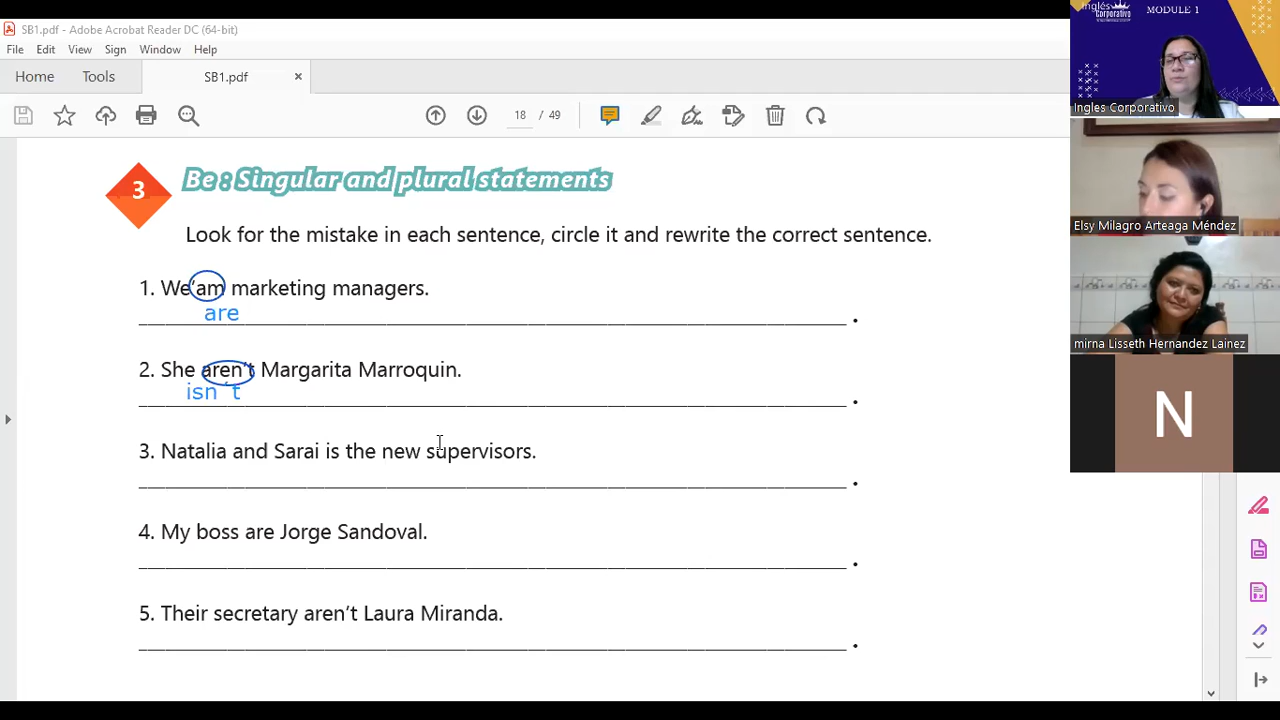 SB1.pdf - Adobe Acrobat Reader DC (64-bit)
File Edit View Sign Window Help
Home Tools SB1.pdf ×
18 / 49
3
Be : Singular and plural statements
Look for the mistake in each sentence, circle it and rewrite the correct sentence.
1. We'am marketing managers.
are
.
2. She aren't Margarita Marroquin.
isn´t
.
3. Natalia and Sarai is the new supervisors.
.
4. My boss are Jorge Sandoval.
.
5. Their secretary aren't Laura Miranda.
.
Inglés
Corporativo
MODULE 1
Ingles Corporativo
Elsy Milagro Arteaga Méndez
mirna Lisseth Hernandez Lainez
N